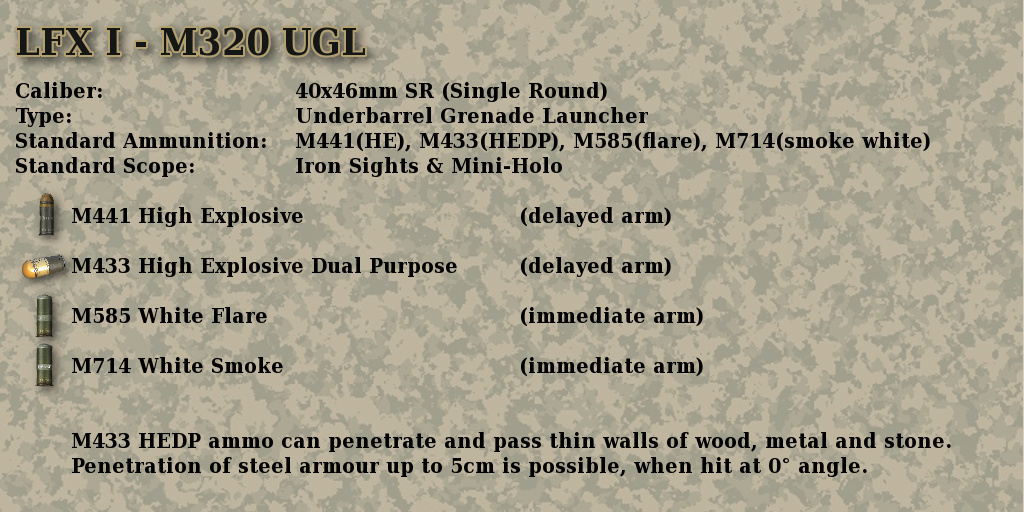 LFX I - M320 UGL
Caliber: 40x46mm SR (Single Round)
Type: Underbarrel Grenade Launcher
Standard Ammunition: M441(HE), M433(HEDP), M585(flare), M714(smoke white)
Standard Scope: Iron Sights & Mini-Holo
M441 High Explosive (delayed arm)
M433 High Explosive Dual Purpose (delayed arm)
M585 White Flare (immediate arm)
M714 White Smoke (immediate arm)
M433 HEDP ammo can penetrate and pass thin walls of wood, metal and stone.
Penetration of steel armour up to 5cm is possible, when hit at 0° angle.